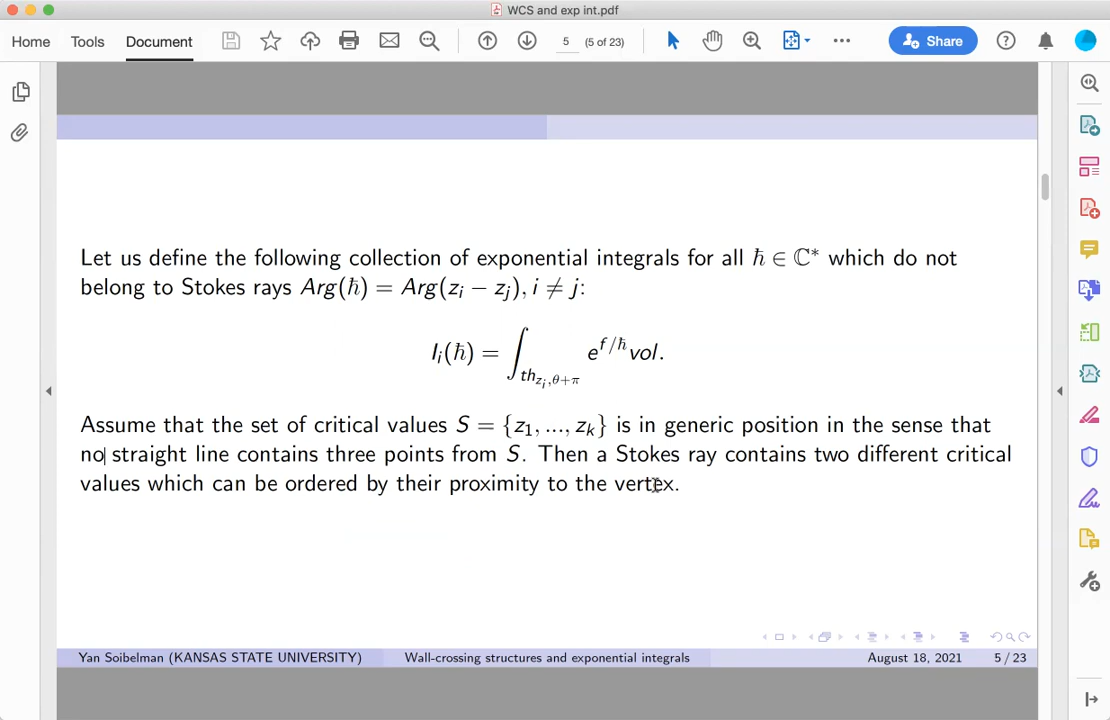 WCS and exp int.pdf
Home Tools Document 5 (5 of 23) Share
Let us define the following collection of exponential integrals for all ℏ ∈ ℂ* which do not
belong to Stokes rays Arg(ℏ) = Arg(z_i − z_j), i ≠ j:
I_i(ℏ) = ∫_{th_{z_i,θ+π}} e^{f/ℏ} vol.
Assume that the set of critical values S = {z_1, ..., z_k} is in generic position in the sense that
no straight line contains three points from S. Then a Stokes ray contains two different critical
values which can be ordered by their proximity to the vertex.
Yan Soibelman (KANSAS STATE UNIVERSITY) Wall-crossing structures and exponential integrals August 18, 2021 5 / 23